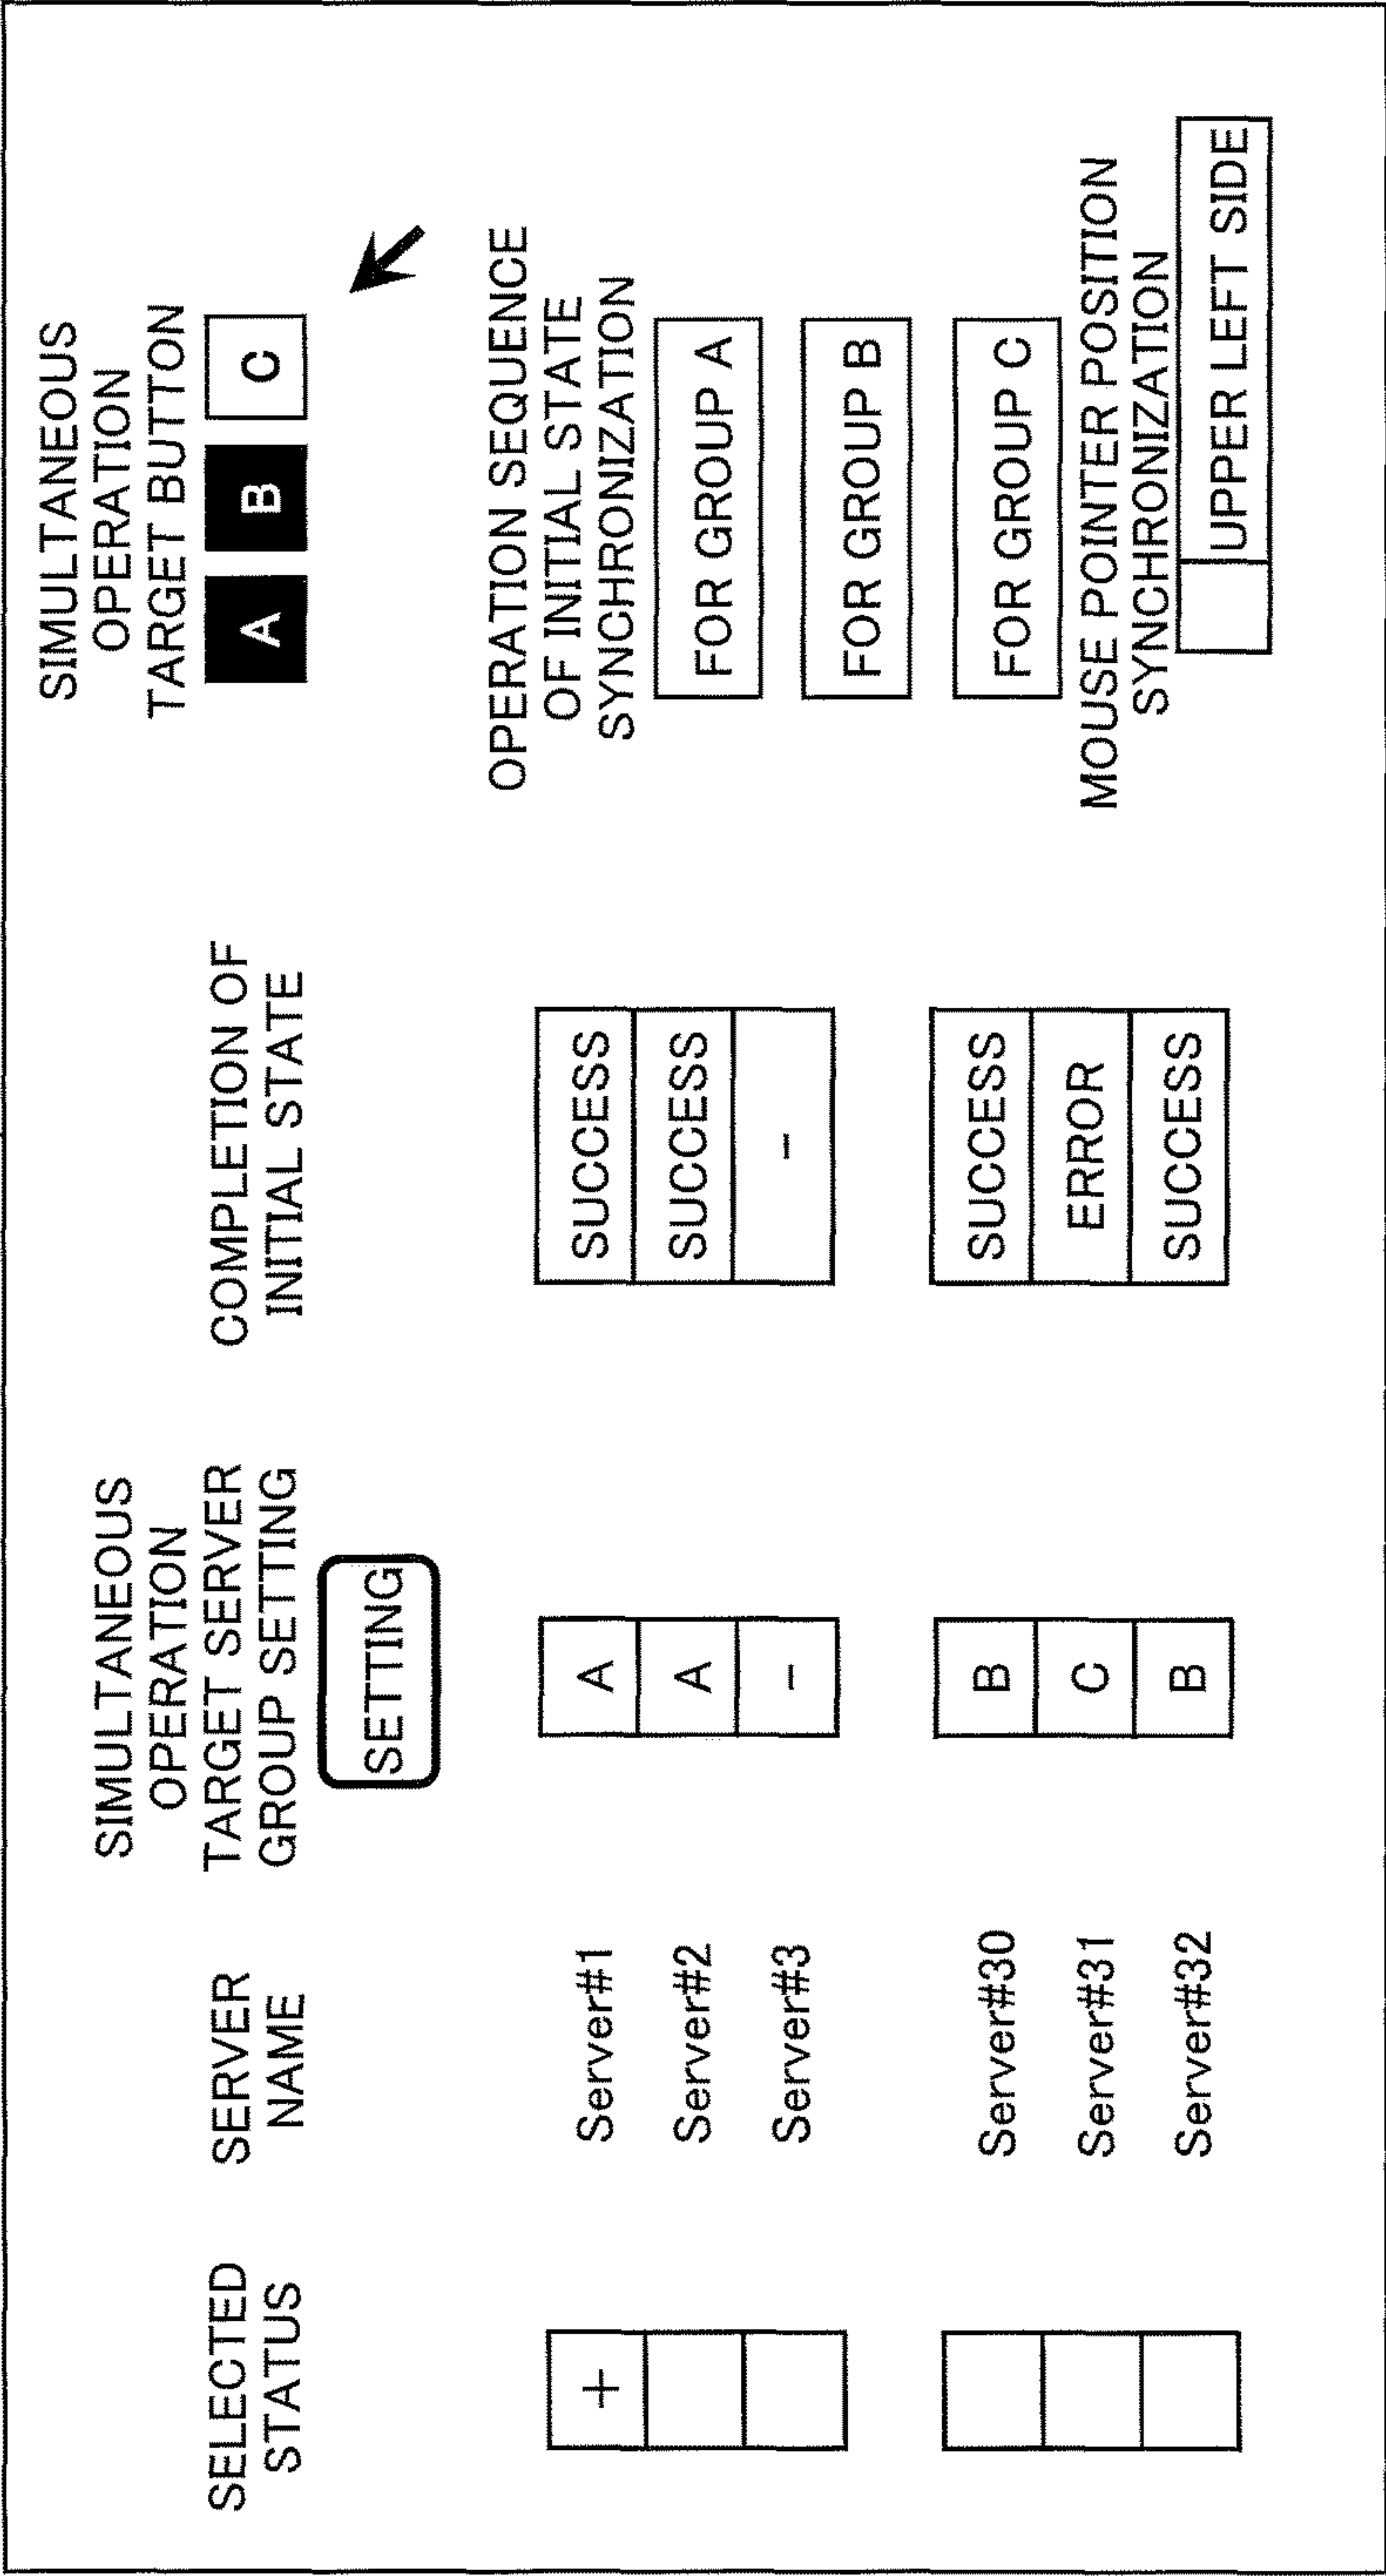 SELECTED
STATUS
SERVER
NAME
SIMULTANEOUS
OPERATION
TARGET SERVER
GROUP SETTING
SETTING
COMPLETION OF
INITIAL STATE
SIMULTANEOUS
OPERATION
TARGET BUTTON
A B C
+ Server#1 A SUCCESS
Server#2 A SUCCESS
Server#3 - -
Server#30 B SUCCESS
Server#31 C ERROR
Server#32 B SUCCESS
OPERATION SEQUENCE
OF INITIAL STATE
SYNCHRONIZATION
FOR GROUP A
FOR GROUP B
FOR GROUP C
MOUSE POINTER POSITION
SYNCHRONIZATION
UPPER LEFT SIDE